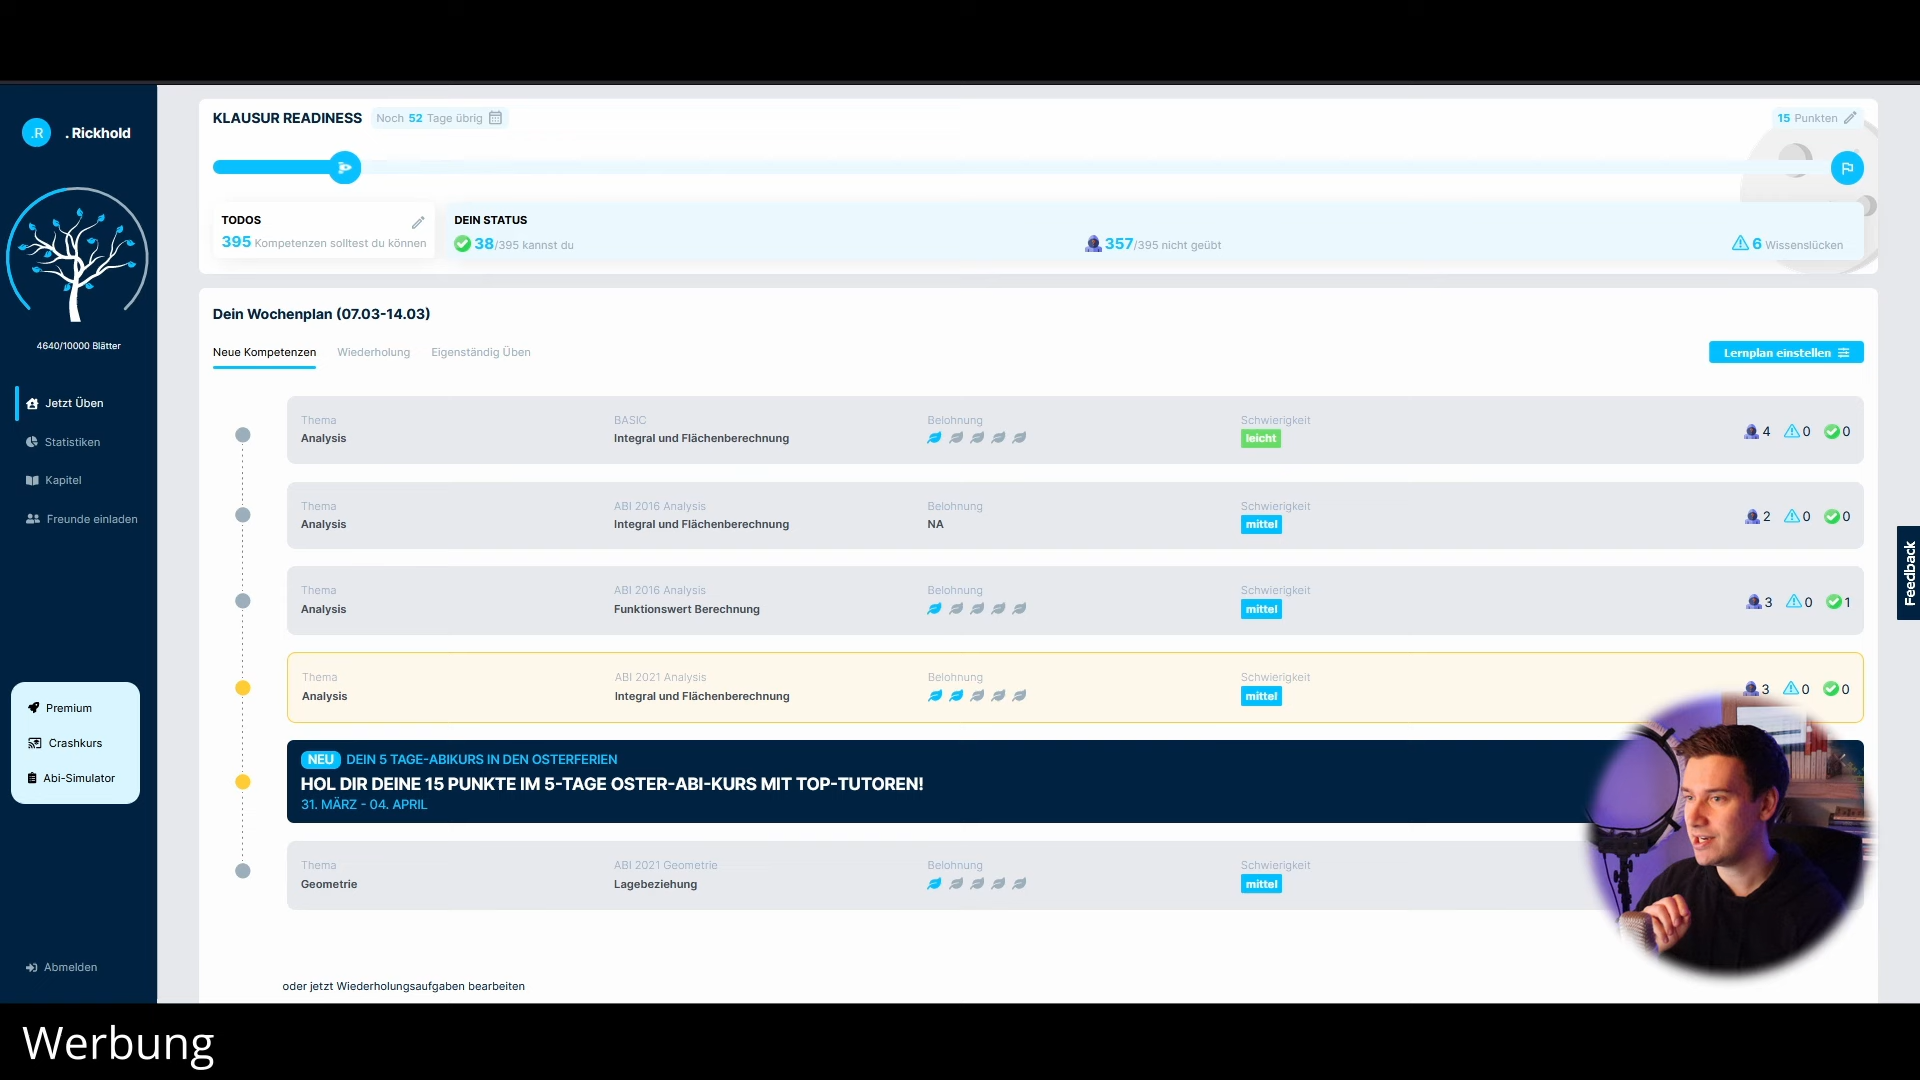 KLAUSUR READINESS Noch 52 Tage übrig
15 Punkten
.R . Rickhold
TODOS
395 Kompetenzen solltest du können
DEIN STATUS
38/395 kannst du
357/395 nicht geübt
6 Wissenslücken
4640/10000 Blätter
Jetzt Üben
Statistiken
Kapitel
Freunde einladen
Premium
Crashkurs
Abi-Simulator
Abmelden
Dein Wochenplan (07.03-14.03)
Neue Kompetenzen Wiederholung Eigenständig Üben
Lernplan einstellen
Thema BASIC Belohnung Schwierigkeit
Analysis Integral und Flächenberechnung leicht 4 0 0
Thema ABI 2016 Analysis Belohnung Schwierigkeit
Analysis Integral und Flächenberechnung NA mittel 2 0 0
Thema ABI 2016 Analysis Belohnung Schwierigkeit
Analysis Funktionswert Berechnung mittel 3 0 1
Thema ABI 2021 Analysis Belohnung Schwierigkeit
Analysis Integral und Flächenberechnung mittel 3 0 0
NEU DEIN 5 TAGE-ABIKURS IN DEN OSTERFERIEN
HOL DIR DEINE 15 PUNKTE IM 5-TAGE OSTER-ABI-KURS MIT TOP-TUTOREN!
31. MÄRZ - 04. APRIL
Thema ABI 2021 Geometrie Belohnung Schwierigkeit
Geometrie Lagebeziehung mittel
oder jetzt Wiederholungsaufgaben bearbeiten
Feedback
Werbung